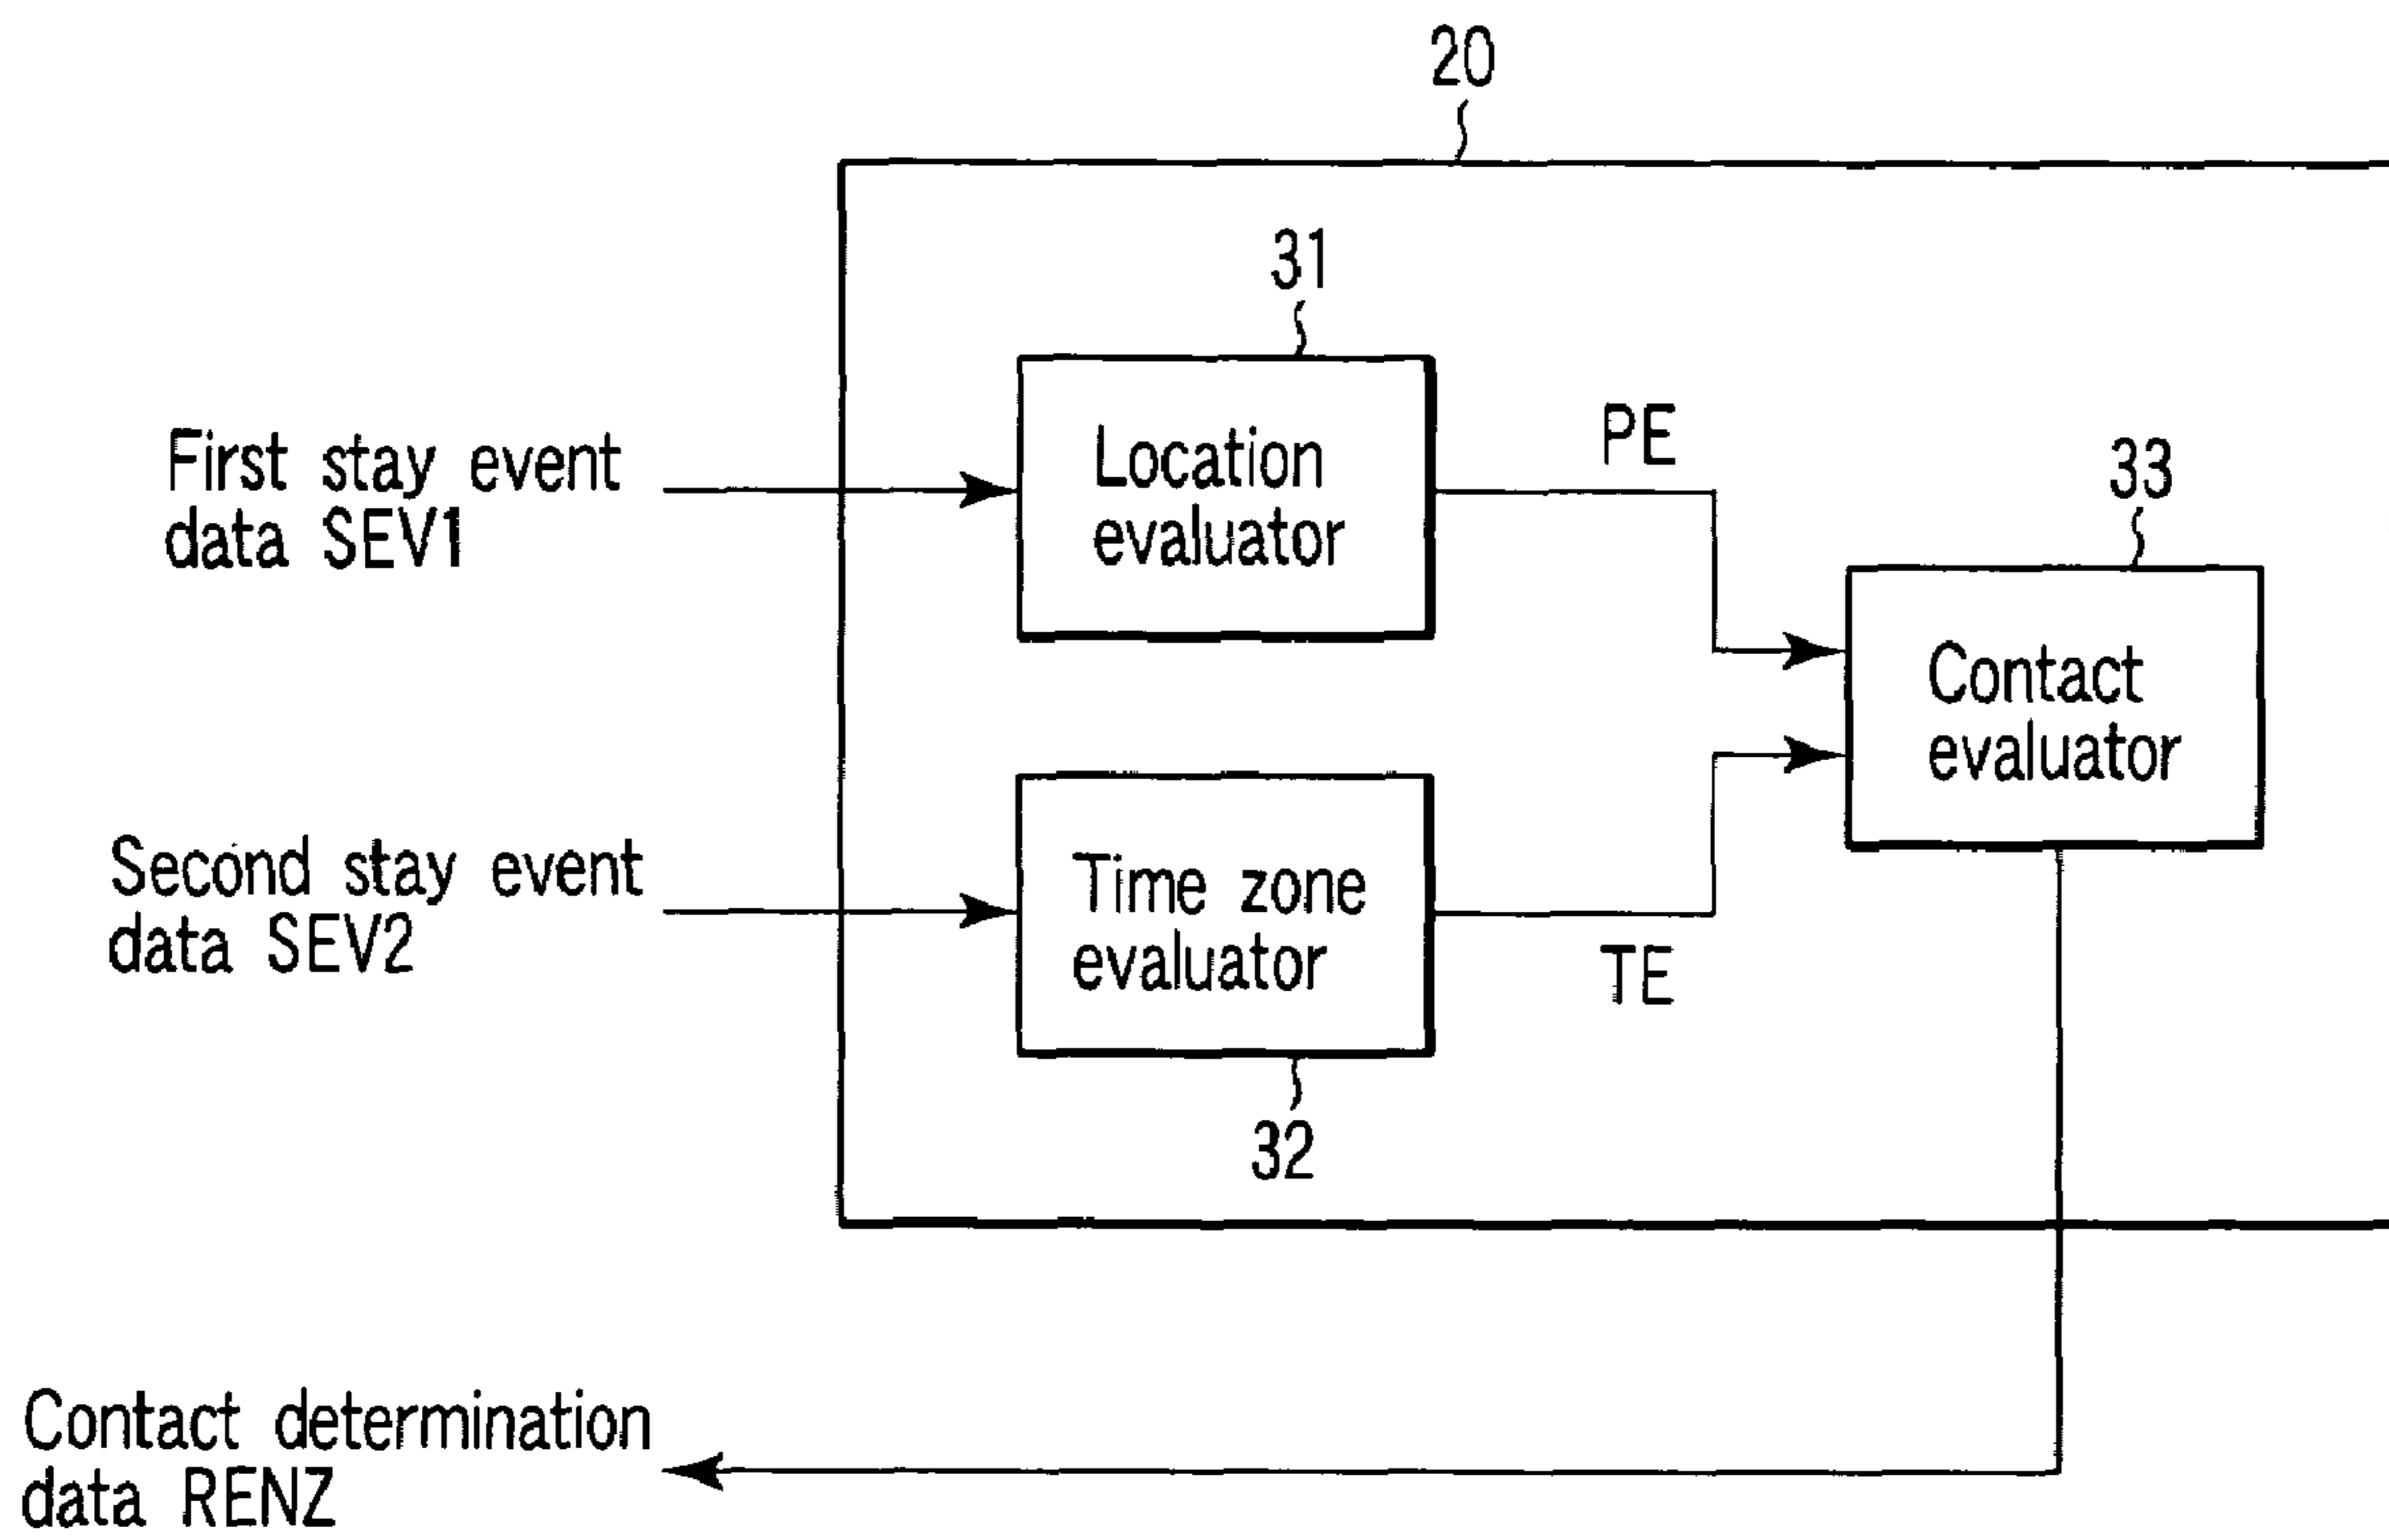 20
31
First stay event
data SEV1
Location
evaluator
PE
33
Contact
evaluator
Second stay event
data SEV2
Time zone
evaluator
TE
32
Contact determination
data RENZ